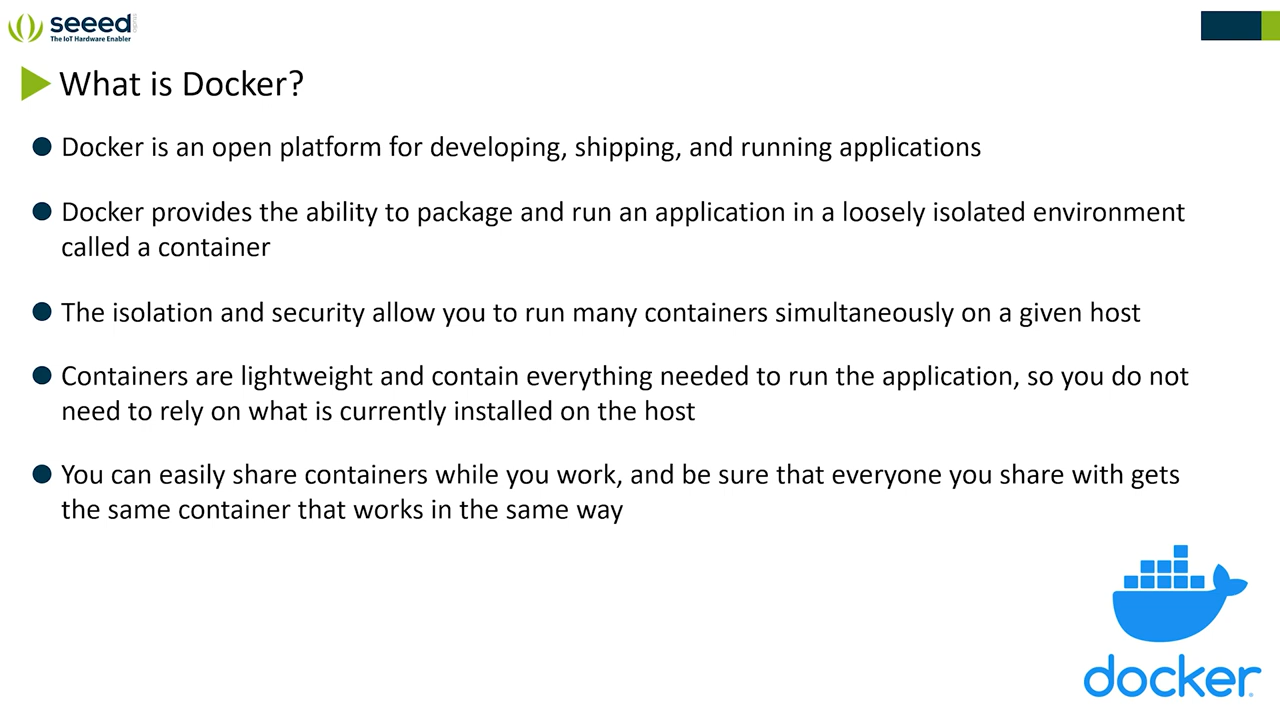 seeed
The IoT Hardware Enabler
What is Docker?
Docker is an open platform for developing, shipping, and running applications
Docker provides the ability to package and run an application in a loosely isolated environment
called a container
The isolation and security allow you to run many containers simultaneously on a given host
Containers are lightweight and contain everything needed to run the application, so you do not
need to rely on what is currently installed on the host
You can easily share containers while you work, and be sure that everyone you share with gets
the same container that works in the same way
docker